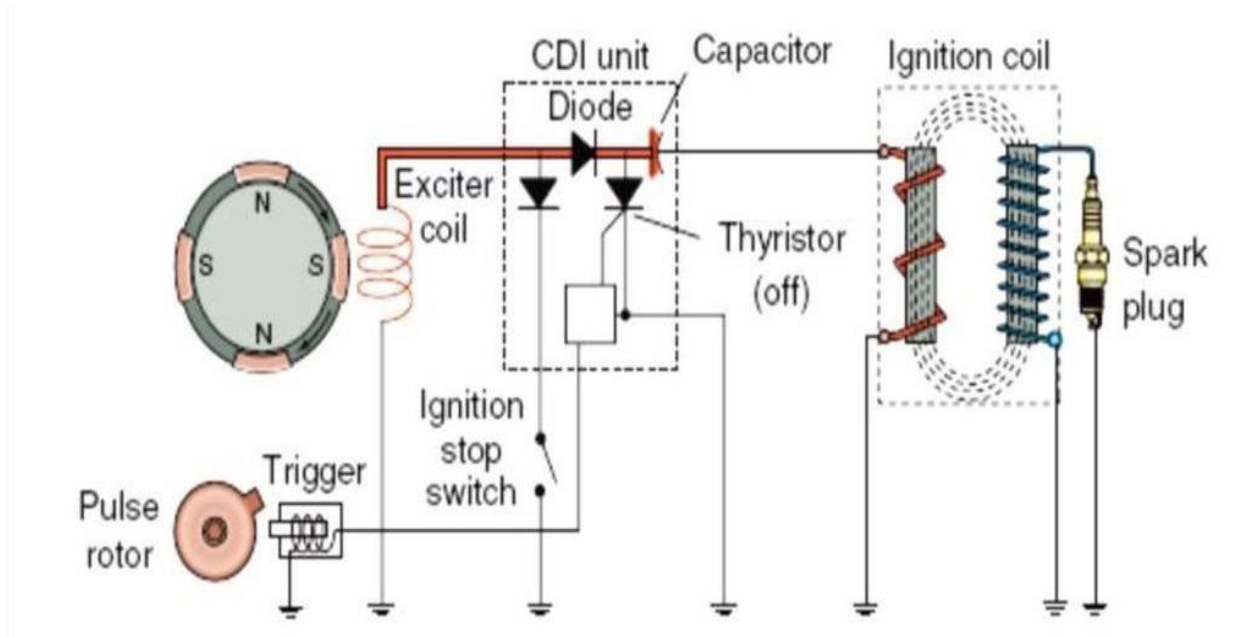 CDI unit
Capacitor
Ignition coil
Diode
Exciter
coil
N
S
S
N
Thyristor
(off)
Spark
plug
Ignition
stop
switch
Trigger
Pulse
rotor